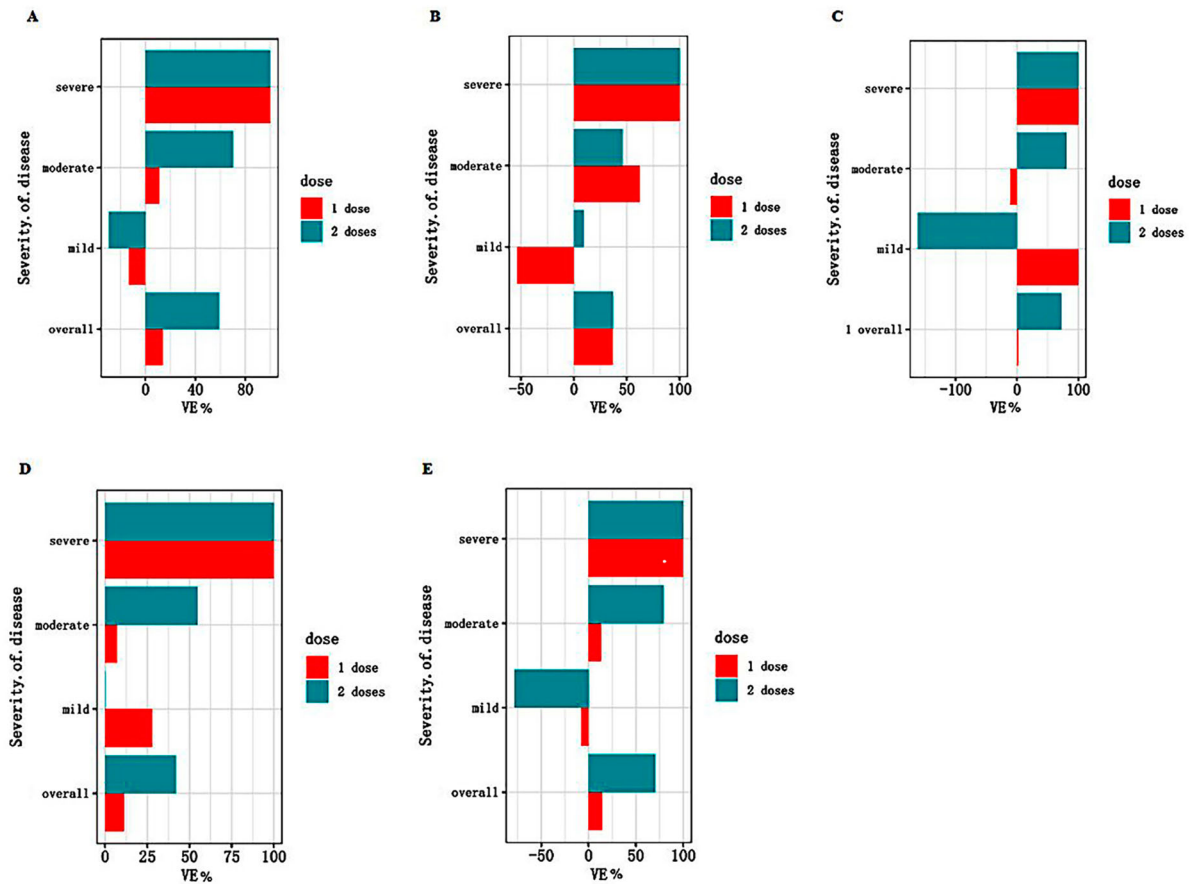 A
Severity.of.disease
severe
moderate
mild
overall
0
40
80
VE%
dose
1 dose
2 doses
B
Severity.of.disease
severe
moderate
mild
overall
-50
0
50
100
VE%
dose
1 dose
2 doses
C
Severity.of.disease
severe
moderate
mild
1 overall
-100
0
100
VE%
dose
1 dose
2 doses
D
Severity.of.disease
severe
moderate
mild
overall
0
25
50
75
100
VE%
dose
1 dose
2 doses
E
Severity.of.disease
severe
moderate
mild
overall
-50
0
50
100
VE%
dose
1 dose
2 doses